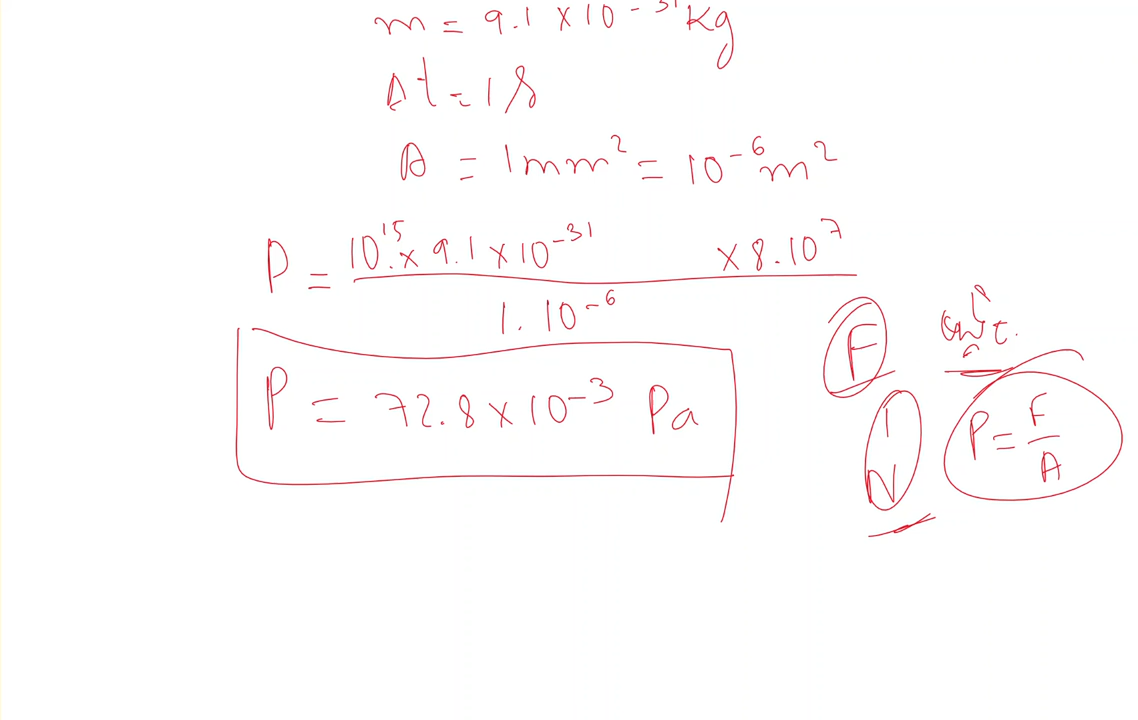 m = 9.1 × 10⁻³¹ Kg
Δt = 1 s
A = 1 mm² = 10⁻⁶ m²
P = 10¹⁵. × 9.1 × 10⁻³¹ × 8.10⁷
1. 10⁻⁶
P = 72.8 × 10⁻³ Pa
F
1
N
P = F
A